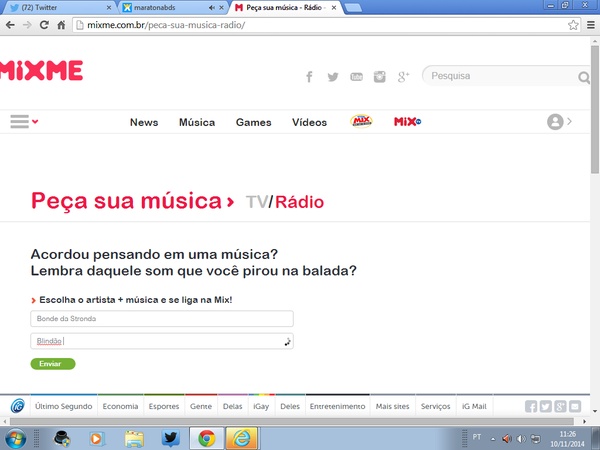 (72) Twitter
maratonabds
Peça sua música - Rádio -
mixme.com.br/peca-sua-musica-radio/
MiXME
Pesquisa
News Música Games Vídeos MiX
Peça sua música TV/Rádio
Acordou pensando em uma música?
Lembra daquele som que você pirou na balada?
Escolha o artista + música e se liga na Mix!
Bonde da Stronda
Blindão
Enviar
iG Último Segundo Economia Esportes Gente Delas iGay Deles Entretenimento Mais sites Serviços iG Mail
PT 11:26
10/11/2014